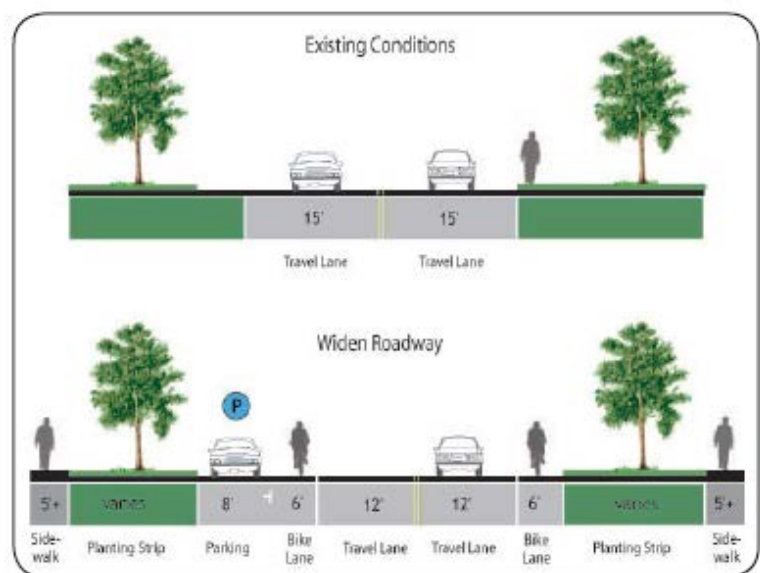 Existing Conditions
15' 15'
Travel Lane Travel Lane
Widen Roadway
P
5'+ varies 8' 6' 12' 12' 6' varies 5'+
Side-walk Planting Strip Parking Bike Lane Travel Lane Travel Lane Bike Lane Planting Strip Side-walk